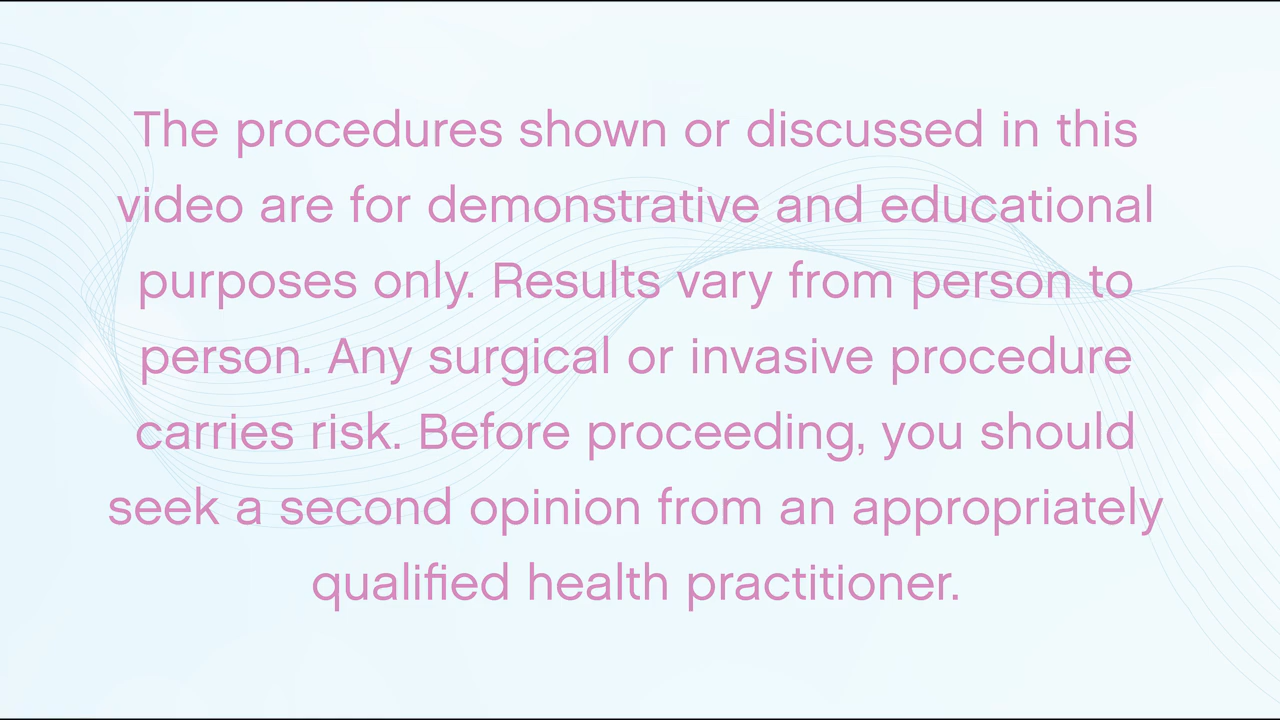 The procedures shown or discussed in this
video are for demonstrative and educational
purposes only. Results vary from person to
person. Any surgical or invasive procedure
carries risk. Before proceeding, you should
seek a second opinion from an appropriately
qualified health practitioner.